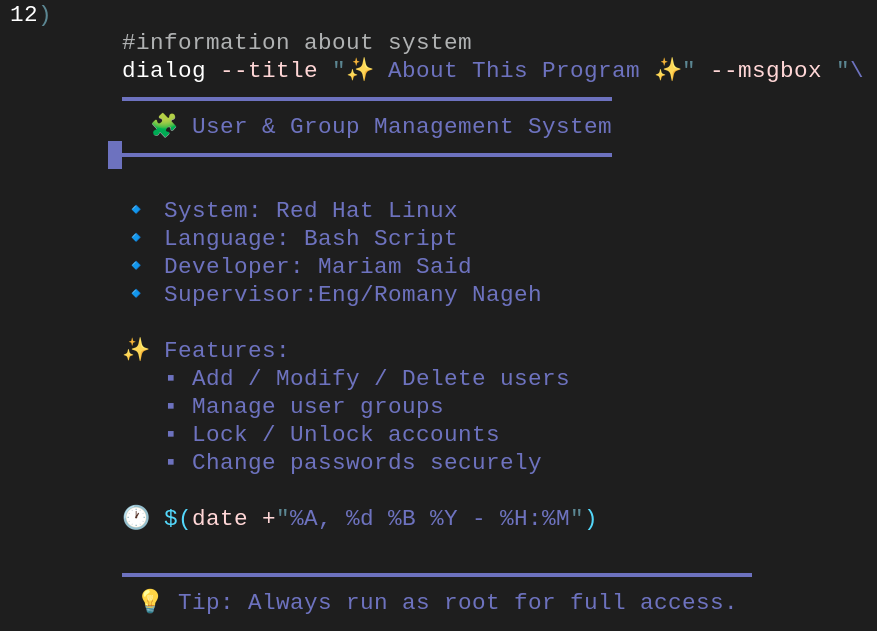 12)
#information about system
dialog --title "✨ About This Program ✨" --msgbox "\
━━━━━━━━━━━━━━━━━━━━━━━━━━━━━━━━━━━
🧩 User & Group Management System
━━━━━━━━━━━━━━━━━━━━━━━━━━━━━━━━━━━
🔹 System: Red Hat Linux
🔹 Language: Bash Script
🔹 Developer: Mariam Said
🔹 Supervisor:Eng/Romany Nageh
✨ Features:
▪ Add / Modify / Delete users
▪ Manage user groups
▪ Lock / Unlock accounts
▪ Change passwords securely
🕐 $(date +"%A, %d %B %Y - %H:%M")
━━━━━━━━━━━━━━━━━━━━━━━━━━━━━━━━━━━━━━━━━━━━━
💡 Tip: Always run as root for full access.